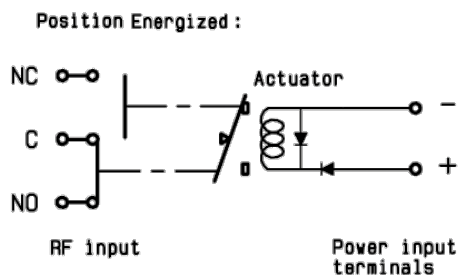 Position Energized :
NC
Actuator
−
C
+
NO
RF input
Power input
terminals